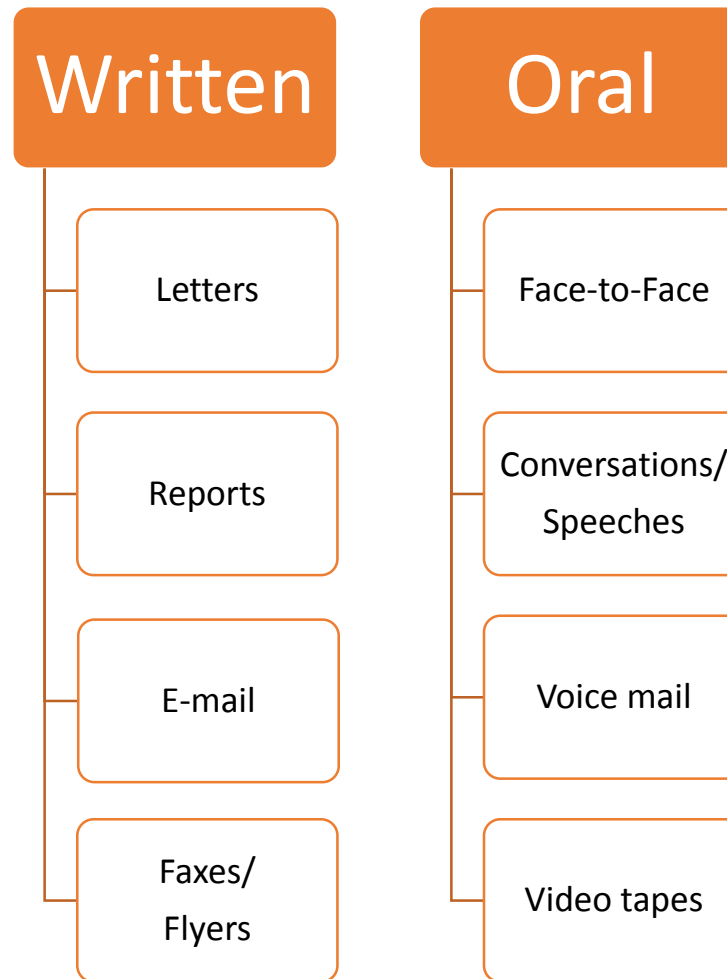 Written
Letters
Reports
E-mail
Faxes/
Flyers
Oral
Face-to-Face
Conversations/
Speeches
Voice mail
Video tapes